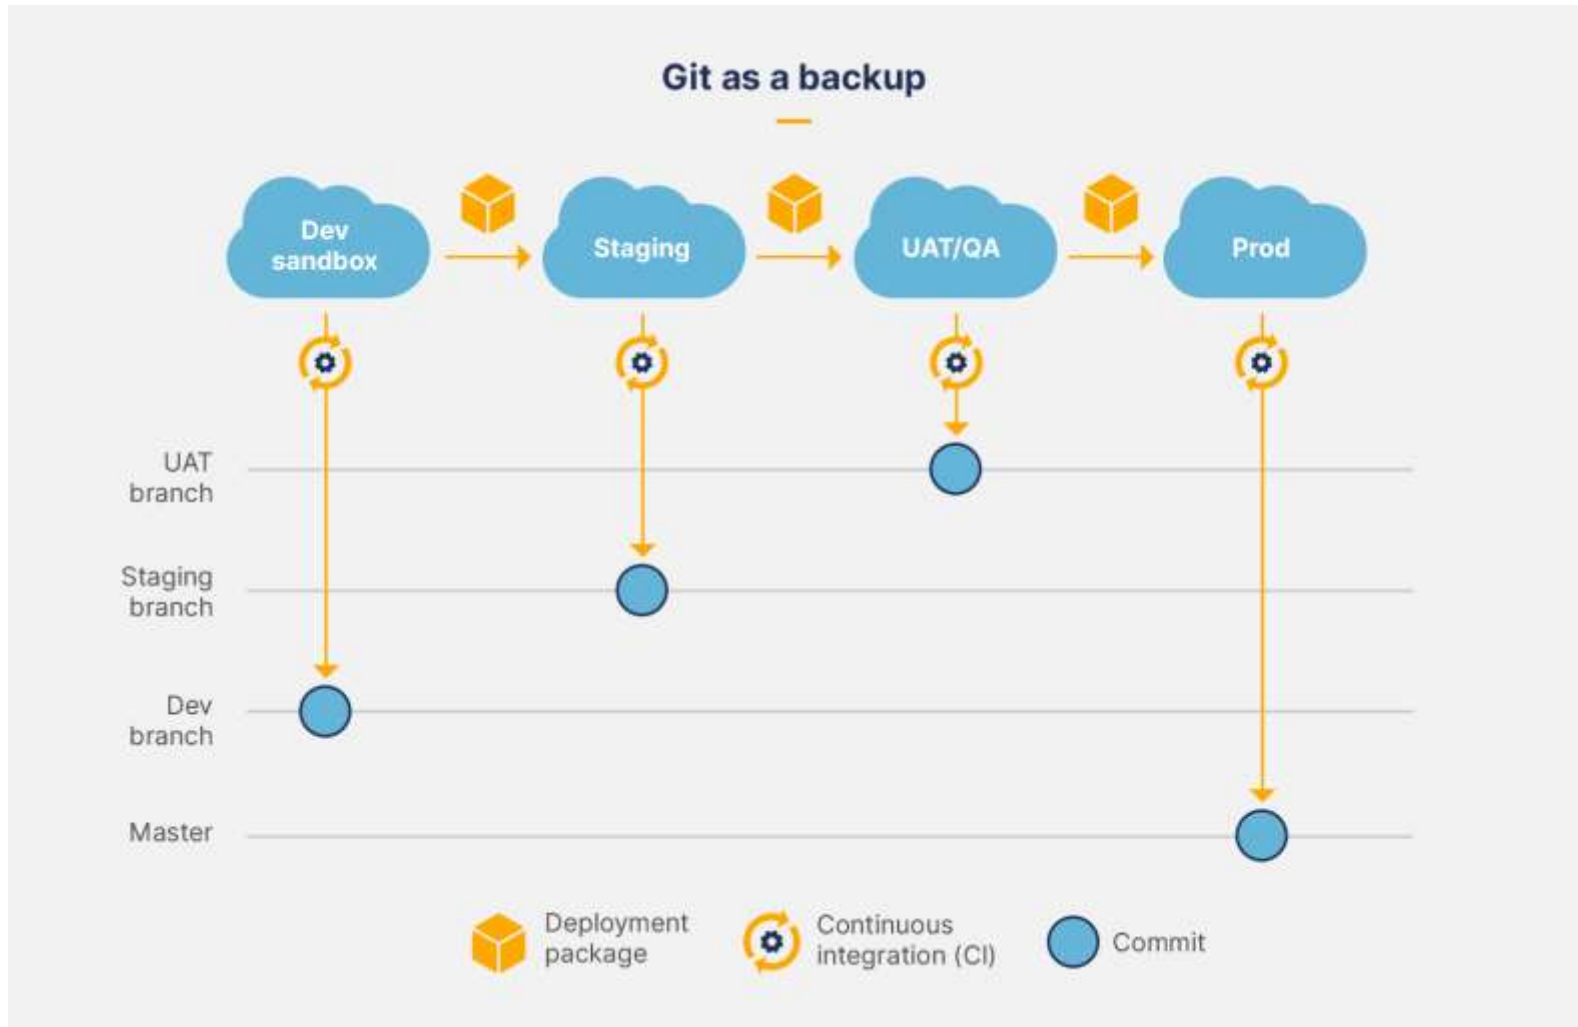 Git as a backup
Dev
sandbox
Staging
UAT/QA
Prod
UAT
branch
Staging
branch
Dev
branch
Master
Deployment
package
Continuous
integration (CI)
Commit